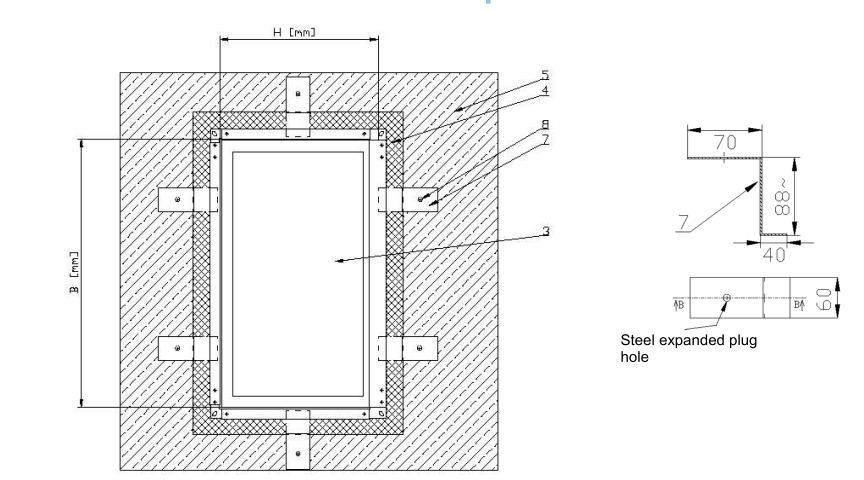 H [mm]
5
4
8
7
3
B [mm]
70
88~
7
40
B
B
60
Steel expanded plug
hole